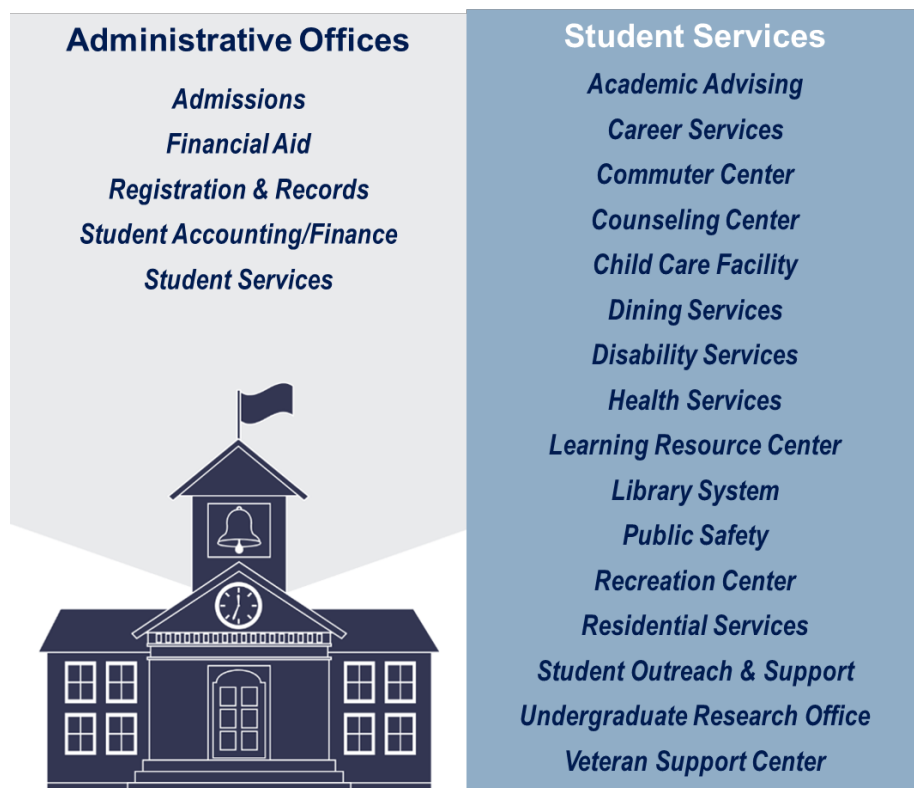 Administrative Offices
Admissions
Financial Aid
Registration & Records
Student Accounting/Finance
Student Services
Student Services
Academic Advising
Career Services
Commuter Center
Counseling Center
Child Care Facility
Dining Services
Disability Services
Health Services
Learning Resource Center
Library System
Public Safety
Recreation Center
Residential Services
Student Outreach & Support
Undergraduate Research Office
Veteran Support Center